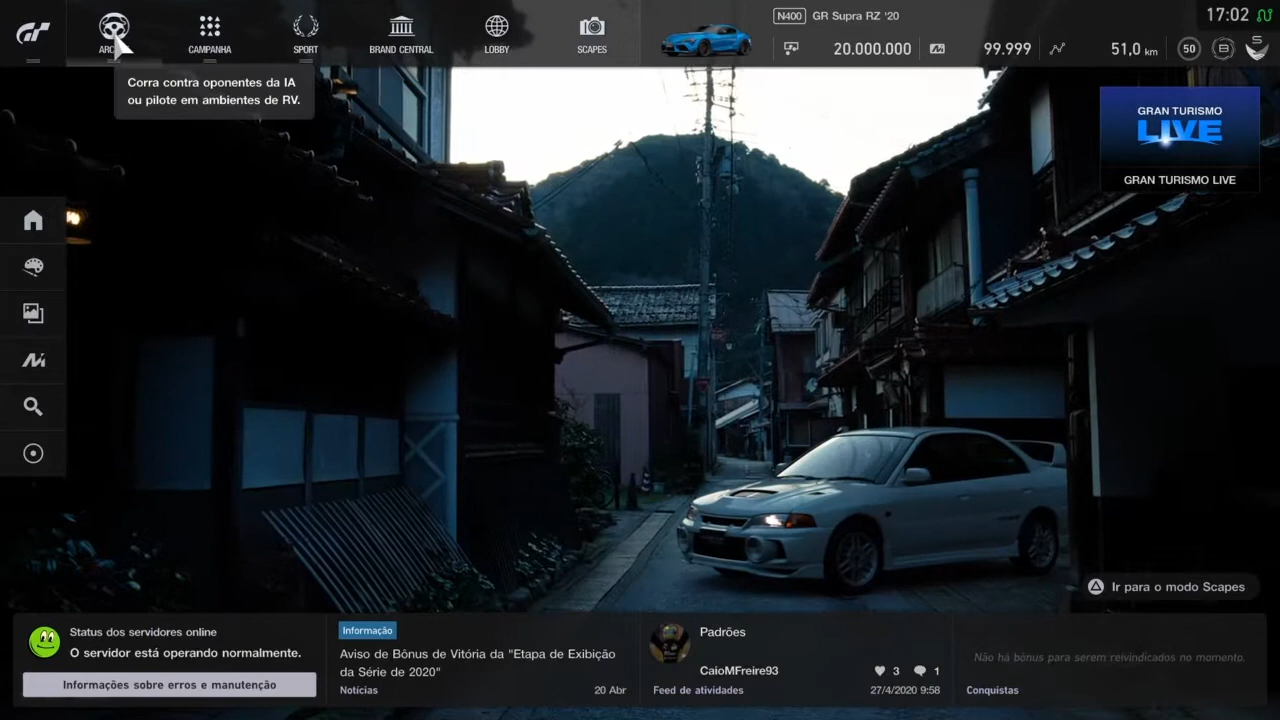 ARC
CAMPANHA
SPORT
BRAND CENTRAL
LOBBY
SCAPES
N400 GR Supra RZ '20
20.000.000
99.999
51,0 km
50
B
S
17:02
Corra contra oponentes da IA
ou pilote em ambientes de RV.
GRAN TURISMO
LIVE
GRAN TURISMO LIVE
Ir para o modo Scapes
Status dos servidores online
O servidor está operando normalmente.
Informações sobre erros e manutenção
Informação
Aviso de Bônus de Vitória da "Etapa de Exibição
da Série de 2020"
Notícias 20 Abr
Padrões
CaioMFreire93 3 1
Feed de atividades 27/4/2020 9:58
Não há bônus para serem reivindicados no momento.
Conquistas